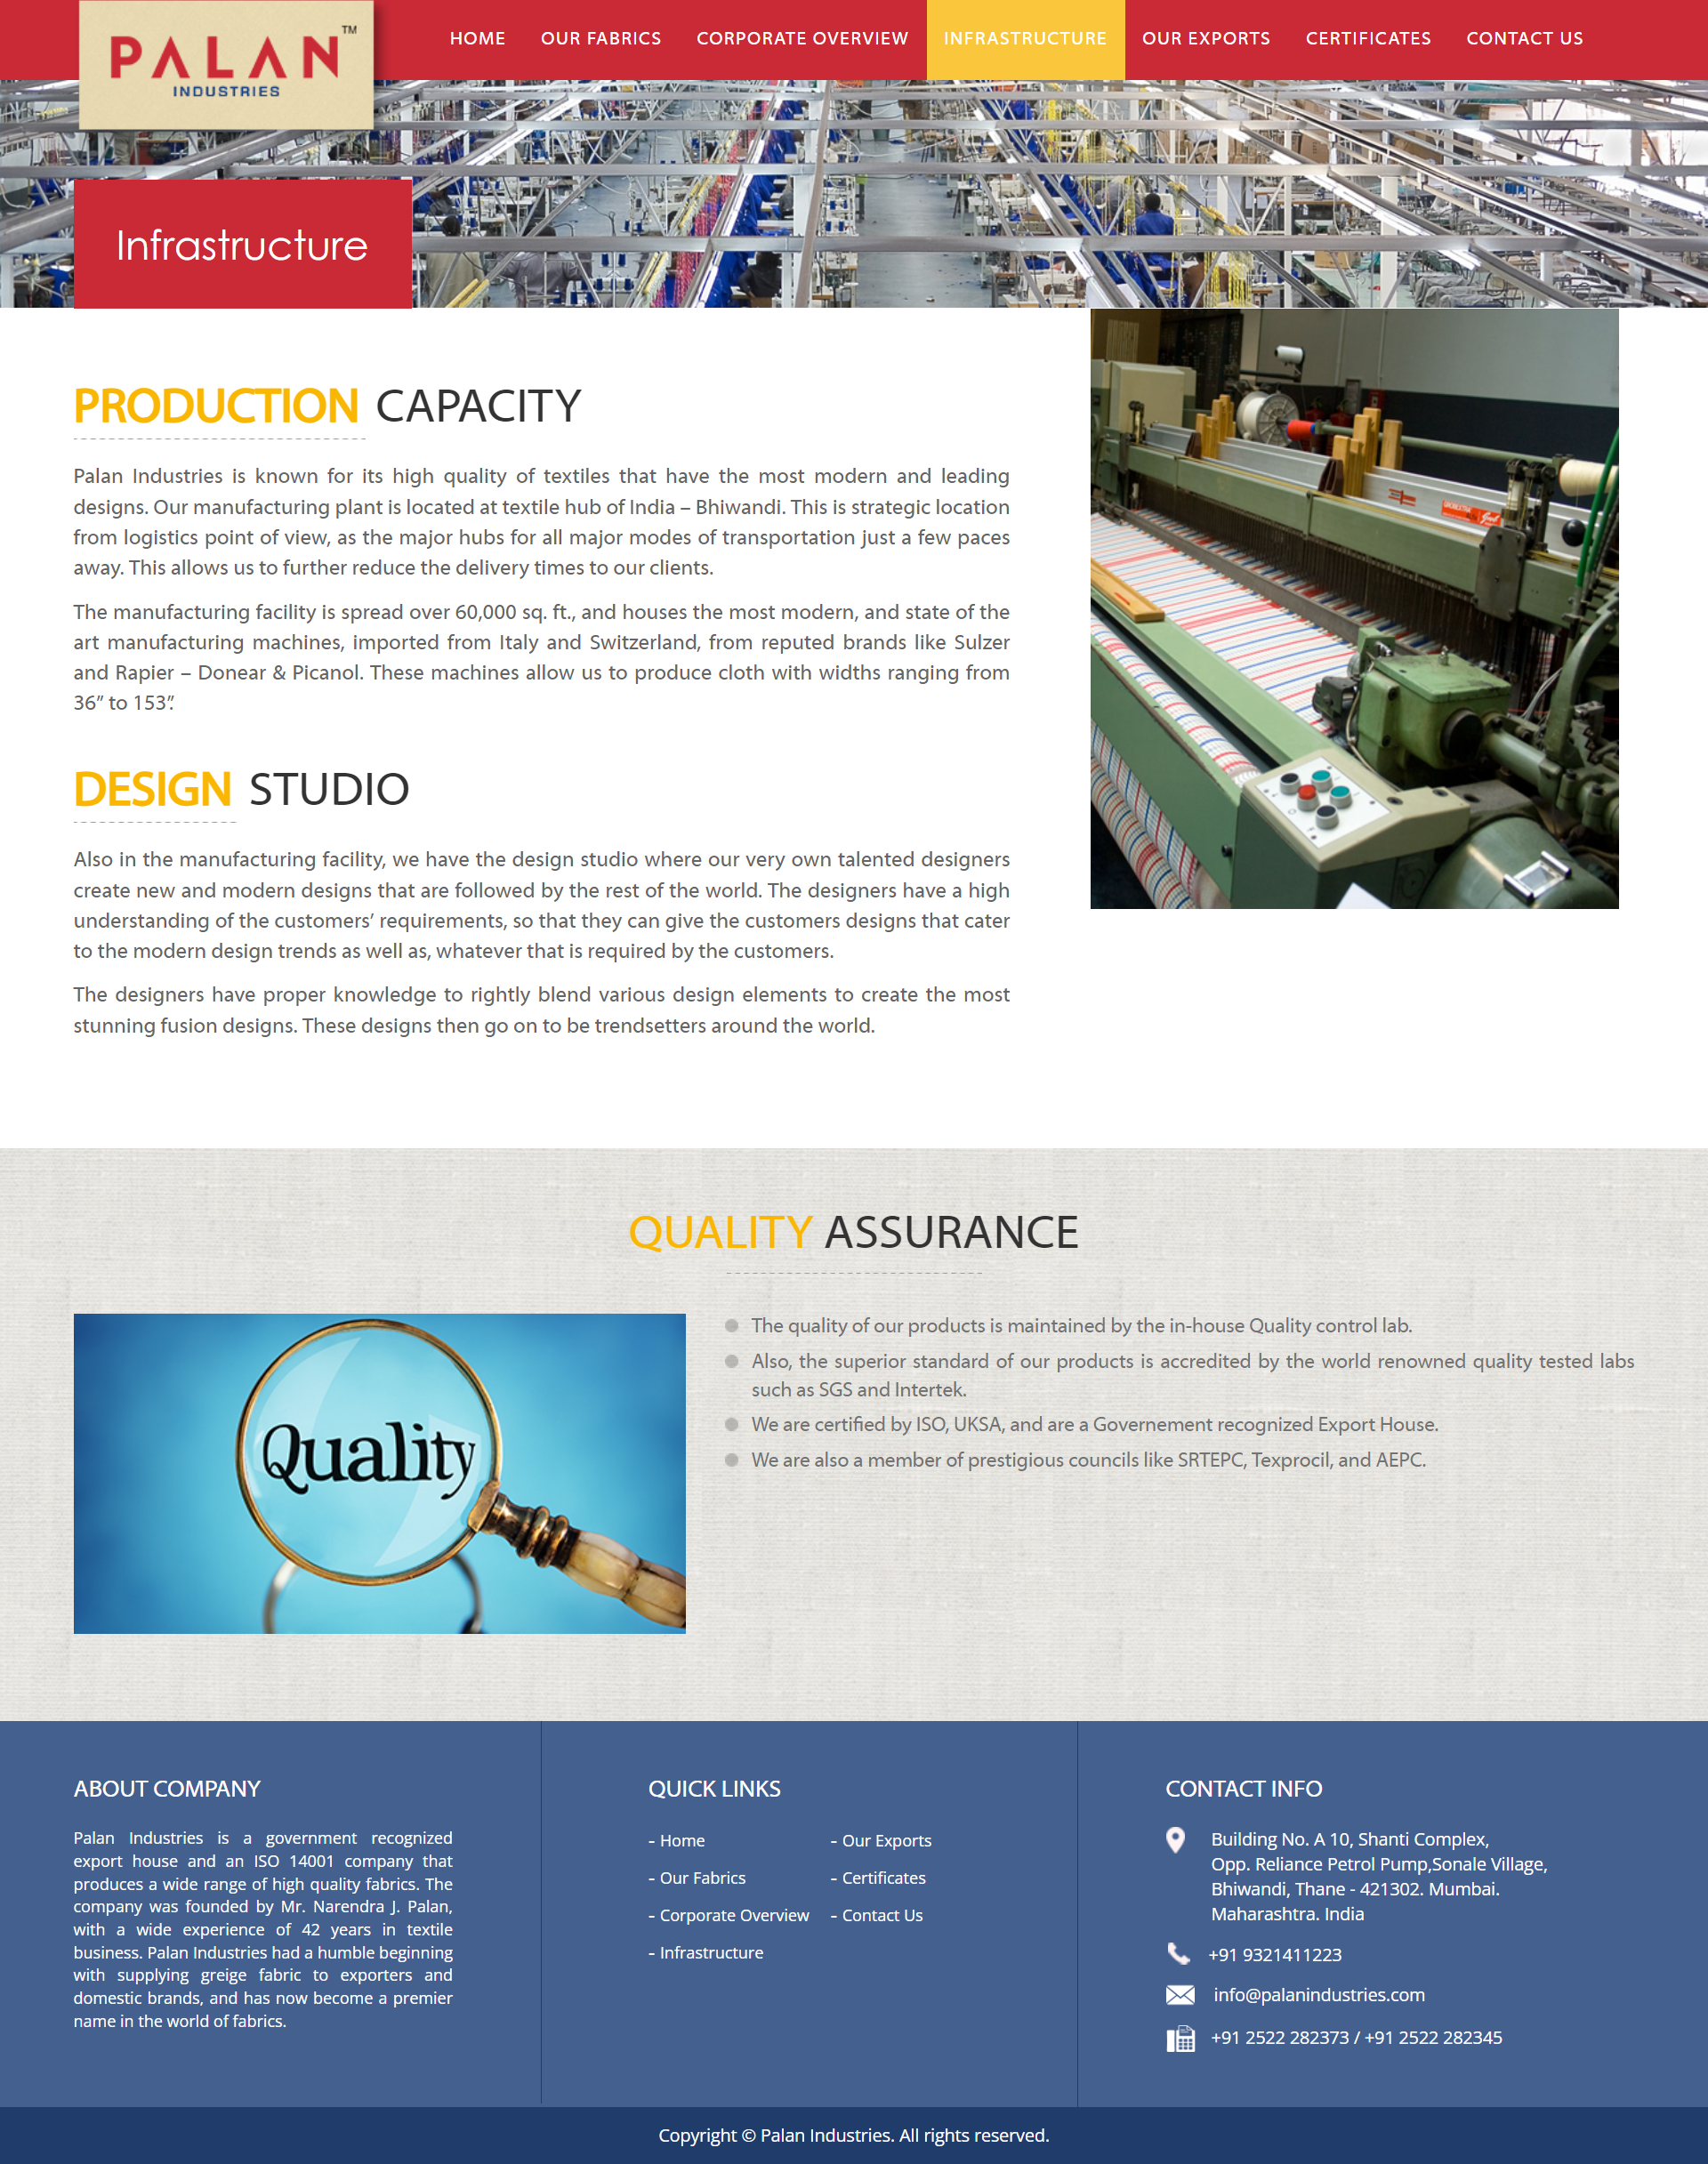 PALAN™
INDUSTRIES
HOME OUR FABRICS CORPORATE OVERVIEW INFRASTRUCTURE OUR EXPORTS CERTIFICATES CONTACT US
Infrastructure
PRODUCTION CAPACITY
Palan Industries is known for its high quality of textiles that have the most modern and leading
designs. Our manufacturing plant is located at textile hub of India – Bhiwandi. This is strategic location
from logistics point of view, as the major hubs for all major modes of transportation just a few paces
away. This allows us to further reduce the delivery times to our clients.
The manufacturing facility is spread over 60,000 sq. ft., and houses the most modern, and state of the
art manufacturing machines, imported from Italy and Switzerland, from reputed brands like Sulzer
and Rapier – Donear & Picanol. These machines allow us to produce cloth with widths ranging from
36” to 153”.
DESIGN STUDIO
Also in the manufacturing facility, we have the design studio where our very own talented designers
create new and modern designs that are followed by the rest of the world. The designers have a high
understanding of the customers’ requirements, so that they can give the customers designs that cater
to the modern design trends as well as, whatever that is required by the customers.
The designers have proper knowledge to rightly blend various design elements to create the most
stunning fusion designs. These designs then go on to be trendsetters around the world.
QUALITY ASSURANCE
Quality
The quality of our products is maintained by the in-house Quality control lab.
Also, the superior standard of our products is accredited by the world renowned quality tested labs
such as SGS and Intertek.
We are certified by ISO, UKSA, and are a Governement recognized Export House.
We are also a member of prestigious councils like SRTEPC, Texprocil, and AEPC.
ABOUT COMPANY
Palan Industries is a government recognized
export house and an ISO 14001 company that
produces a wide range of high quality fabrics. The
company was founded by Mr. Narendra J. Palan,
with a wide experience of 42 years in textile
business. Palan Industries had a humble beginning
with supplying greige fabric to exporters and
domestic brands, and has now become a premier
name in the world of fabrics.
QUICK LINKS
- Home - Our Exports
- Our Fabrics - Certificates
- Corporate Overview - Contact Us
- Infrastructure
CONTACT INFO
Building No. A 10, Shanti Complex,
Opp. Reliance Petrol Pump,Sonale Village,
Bhiwandi, Thane - 421302. Mumbai.
Maharashtra. India
+91 9321411223
info@palanindustries.com
+91 2522 282373 / +91 2522 282345
Copyright © Palan Industries. All rights reserved.